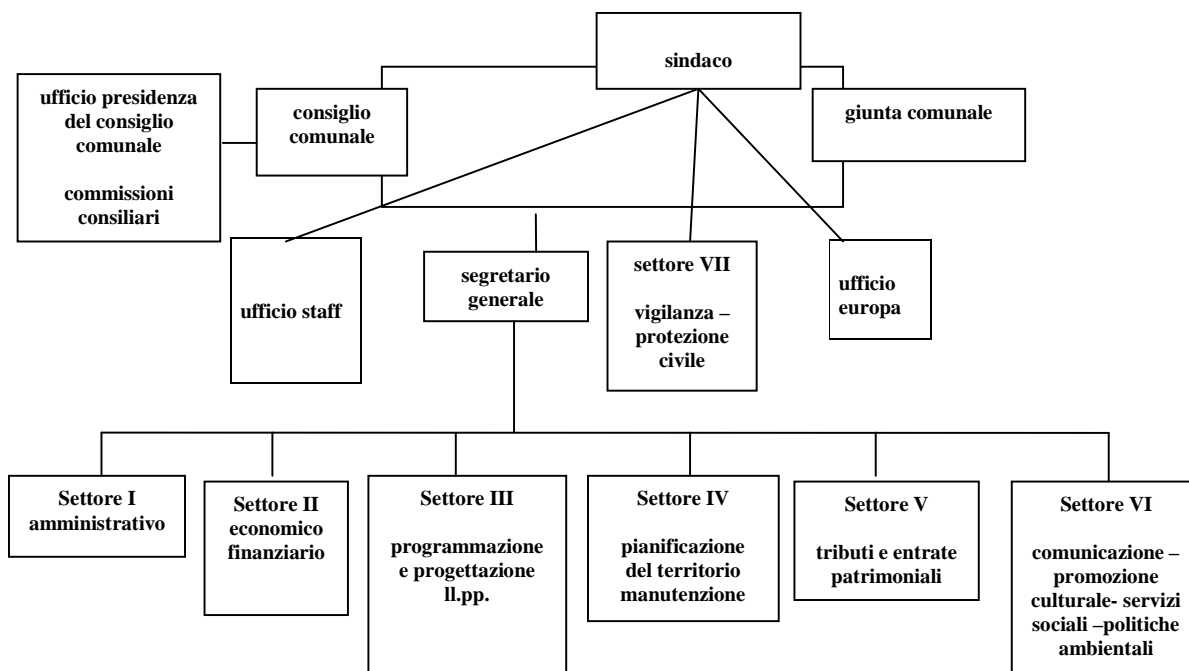 sindaco
ufficio presidenza
del consiglio
comunale
commissioni
consiliari
consiglio
comunale
giunta comunale
ufficio staff
segretario
generale
settore VII
vigilanza –
protezione
civile
ufficio
europa
Settore I
amministrativo
Settore II
economico
finanziario
Settore III
programmazione
e progettazione
ll.pp.
Settore IV
pianificazione
del territorio
manutenzione
Settore V
tributi e entrate
patrimoniali
Settore VI
comunicazione –
promozione
culturale- servizi
sociali –politiche
ambientali